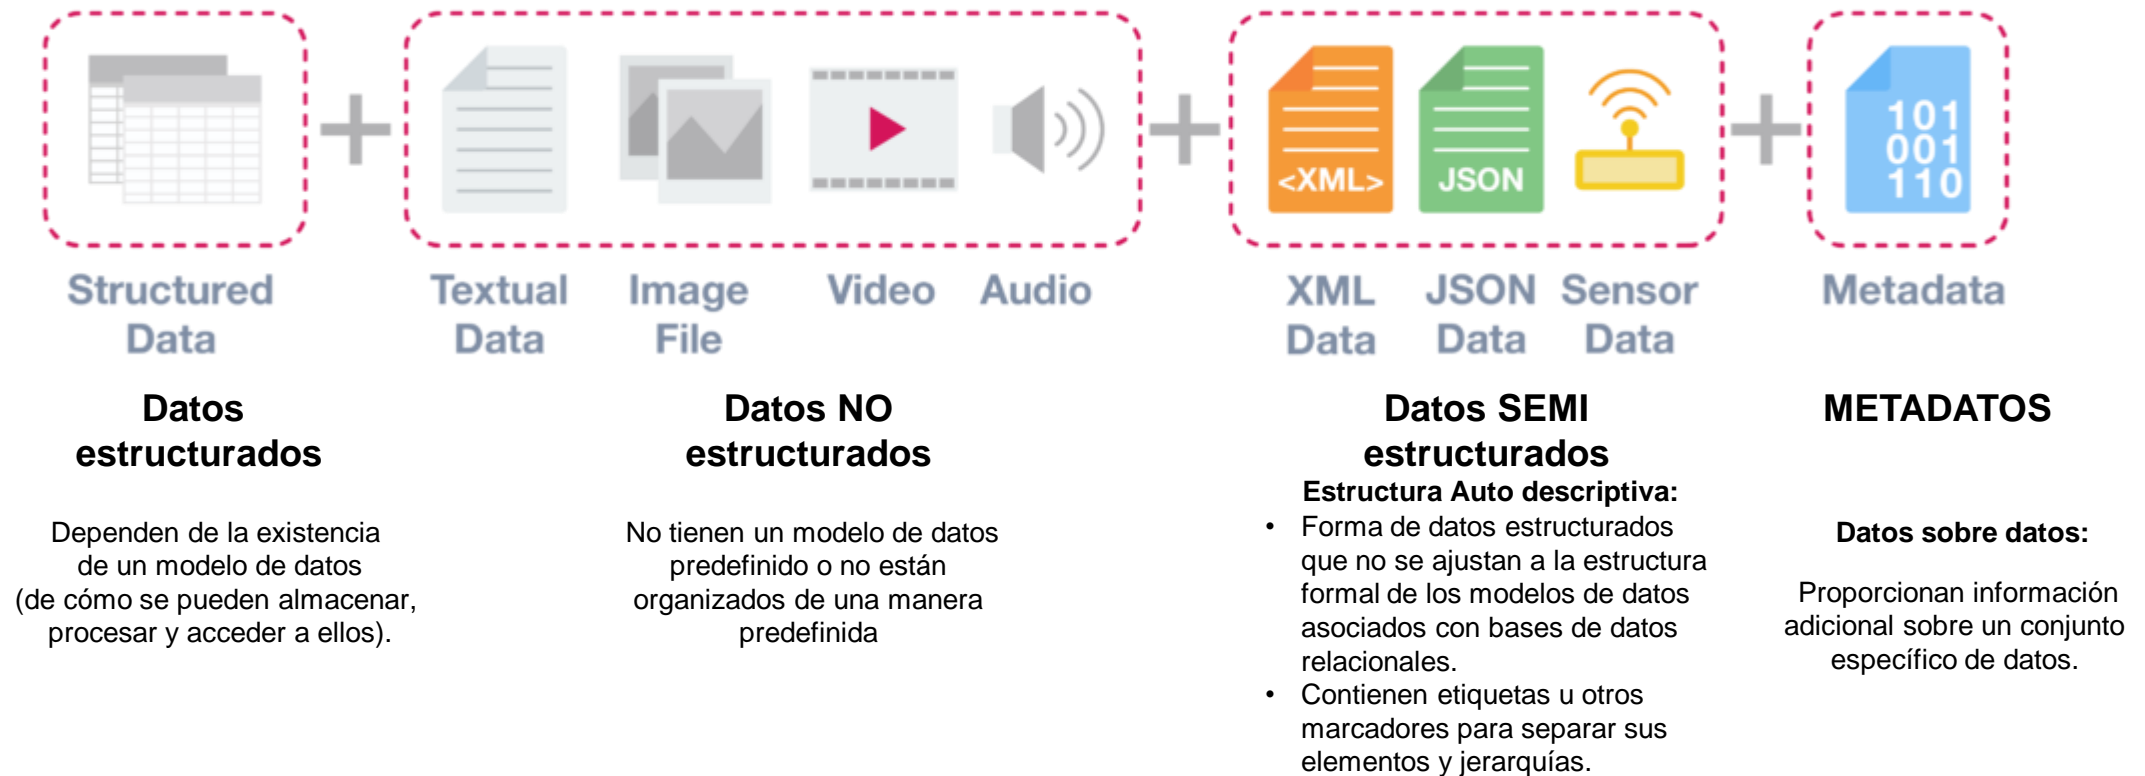 <XML>
JSON
101
001
110
Structured
Data
Textual
Data
Image
File
Video
Audio
XML
Data
JSON
Data
Sensor
Data
Metadata
Datos
estructurados
Dependen de la existencia
de un modelo de datos
(de cómo se pueden almacenar,
procesar y acceder a ellos).
Datos NO
estructurados
No tienen un modelo de datos
predefinido o no están
organizados de una manera
predefinida
Datos SEMI
estructurados
Estructura Auto descriptiva:
• Forma de datos estructurados
que no se ajustan a la estructura
formal de los modelos de datos
asociados con bases de datos
relacionales.
• Contienen etiquetas u otros
marcadores para separar sus
elementos y jerarquías.
METADATOS
Datos sobre datos:
Proporcionan información
adicional sobre un conjunto
específico de datos.